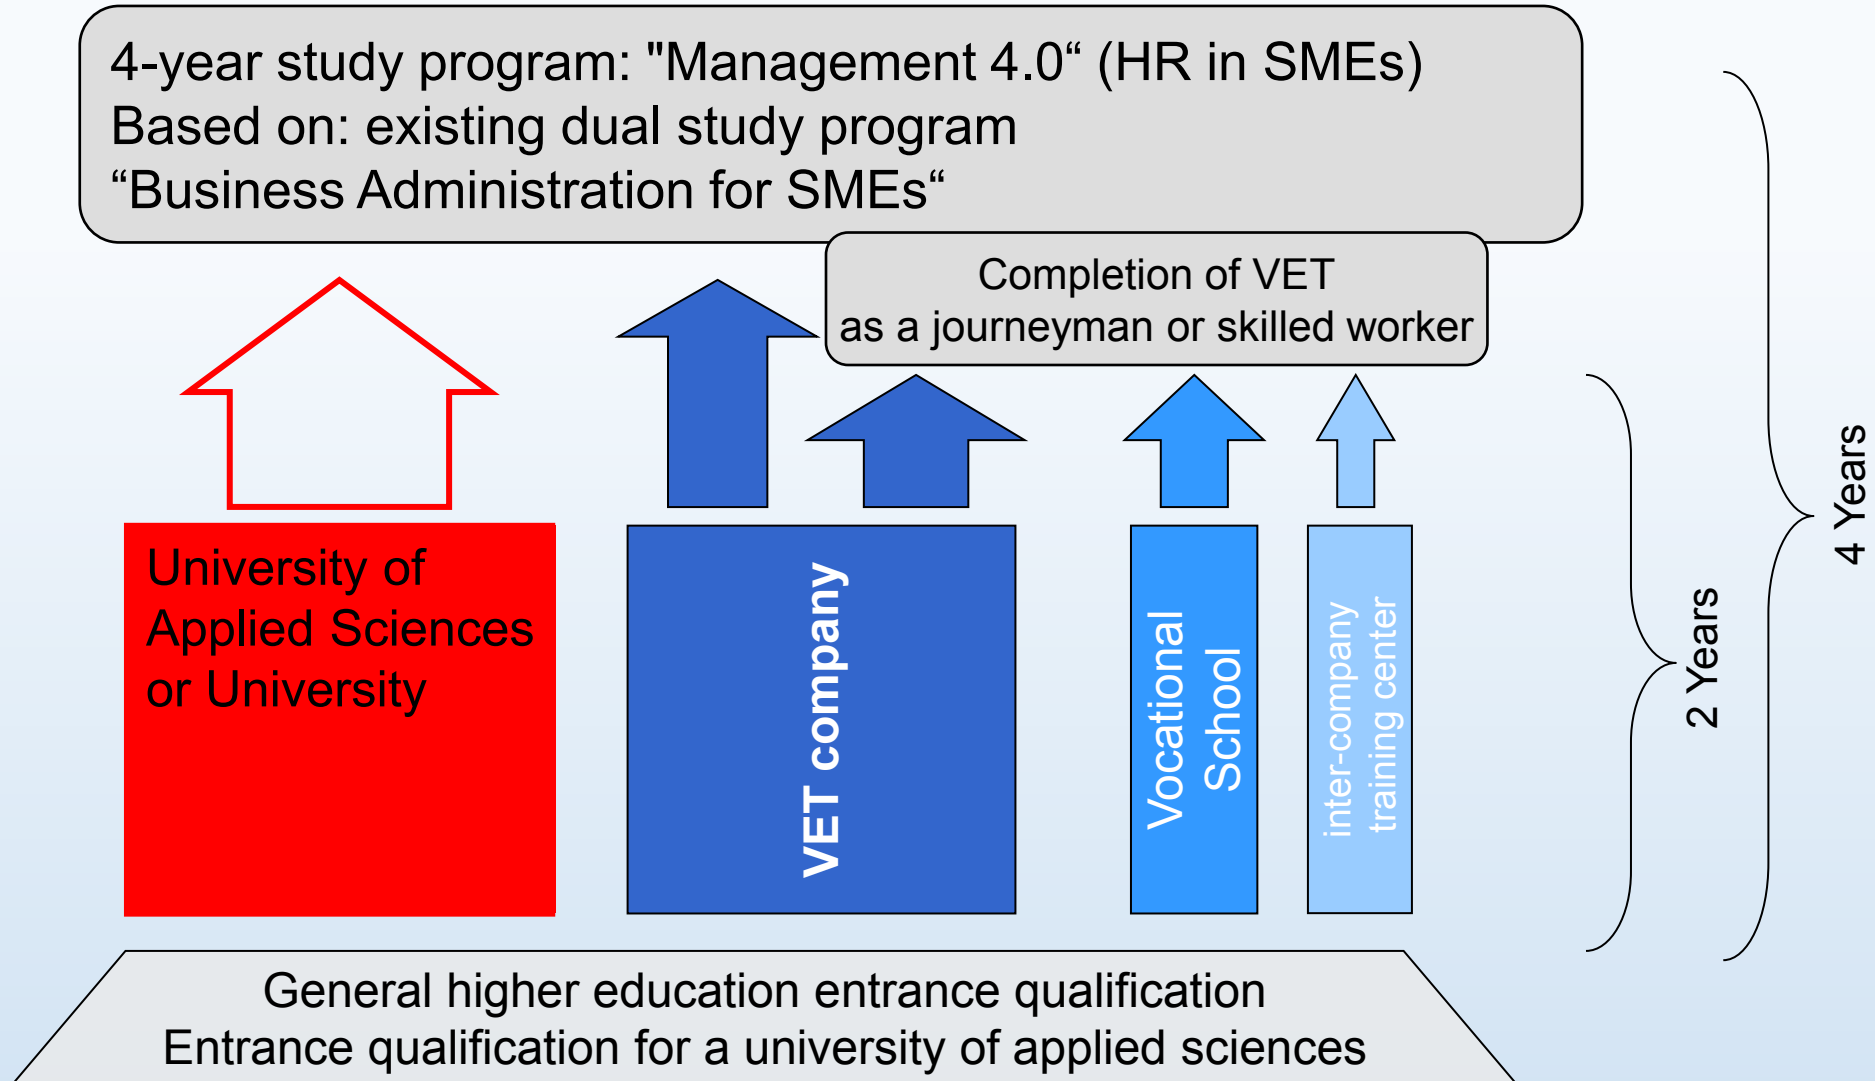 4-year study program: "Management 4.0“ (HR in SMEs)
Based on: existing dual study program
“Business Administration for SMEs“
Completion of VET
as a journeyman or skilled worker
University of
Applied Sciences
or University
VET company
Vocational
School
inter-company
training center
2 Years
4 Years
General higher education entrance qualification
Entrance qualification for a university of applied sciences